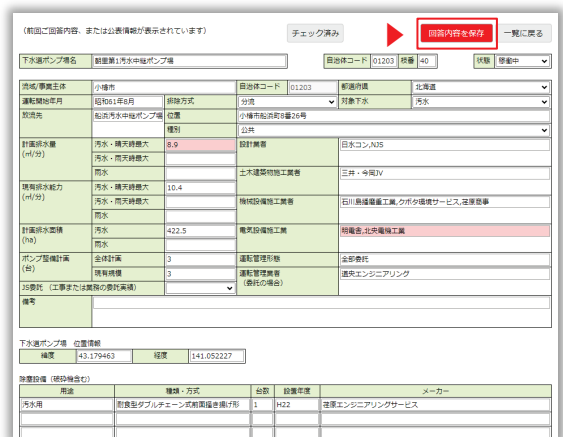 (前回ご回答内容、または公表情報が表示されています) チェック済み 回答内容を保存 一覧に戻る
下水道ポンプ場名 朝里第1汚水中継ポンプ場 自治体コード 01203 枝番 40 状態 稼働中
流域/事業主体 小樽市 自治体コード 01203 都道府県 北海道
運転開始年月 昭和61年8月 排除方式 分流 対象下水 汚水
放流先 船浜汚水中継ポンプ場 位置 小樽市船浜町8番26号
種別 公共
計画排水量 (㎥/分) 汚水・晴天時最大 8.9 設計業者 日水コン,NJS
汚水・雨天時最大
雨水 土木建築物施工業者 三井・今岡JV
現有排水能力 (㎥/分) 汚水・晴天時最大 10.4
汚水・雨天時最大 機械設備施工業者 石川島播磨重工業,クボタ環境サービス,荏原商事
雨水
計画排水面積 (ha) 汚水 422.5 電気設備施工業 明電舎,北央電機工業
雨水
ポンプ整備計画 (台) 全体計画 3 運転管理形態 全部委託
現有規模 3 運転管理業者 (委託の場合) 道央エンジニアリング
JS委託 (工事または業務の委託実績)
備考
下水道ポンプ場 位置情報
緯度 43.179463 経度 141.052227
除塵設備(破砕機含む)
用途 種類・方式 台数 設置年度 メーカー
汚水用 耐食型ダブルチェーン式前面掻き揚げ形 1 H22 荏原エンジニアリングサービス